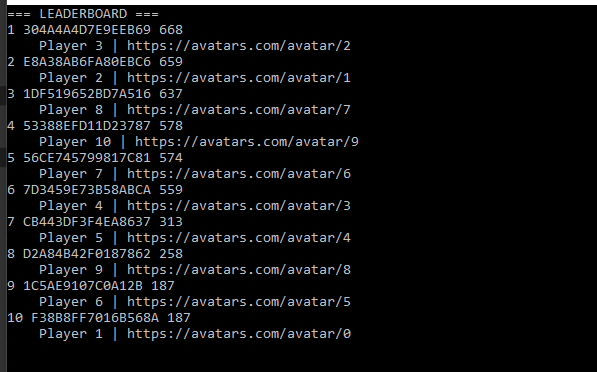 === LEADERBOARD ===
1 304A4A4D7E9EEB69 668
Player 3 | https://avatars.com/avatar/2
2 E8A38AB6FA80EBC6 659
Player 2 | https://avatars.com/avatar/1
3 1DF519652BD7A516 637
Player 8 | https://avatars.com/avatar/7
4 53388EFD11D23787 578
Player 10 | https://avatars.com/avatar/9
5 56CE745799817C81 574
Player 7 | https://avatars.com/avatar/6
6 7D3459E73B58ABCA 559
Player 4 | https://avatars.com/avatar/3
7 CB443DF3F4EA8637 313
Player 5 | https://avatars.com/avatar/4
8 D2A84B42F0187862 258
Player 9 | https://avatars.com/avatar/8
9 1C5AE9107C0A12B 187
Player 6 | https://avatars.com/avatar/5
10 F38B8FF7016B568A 187
Player 1 | https://avatars.com/avatar/0